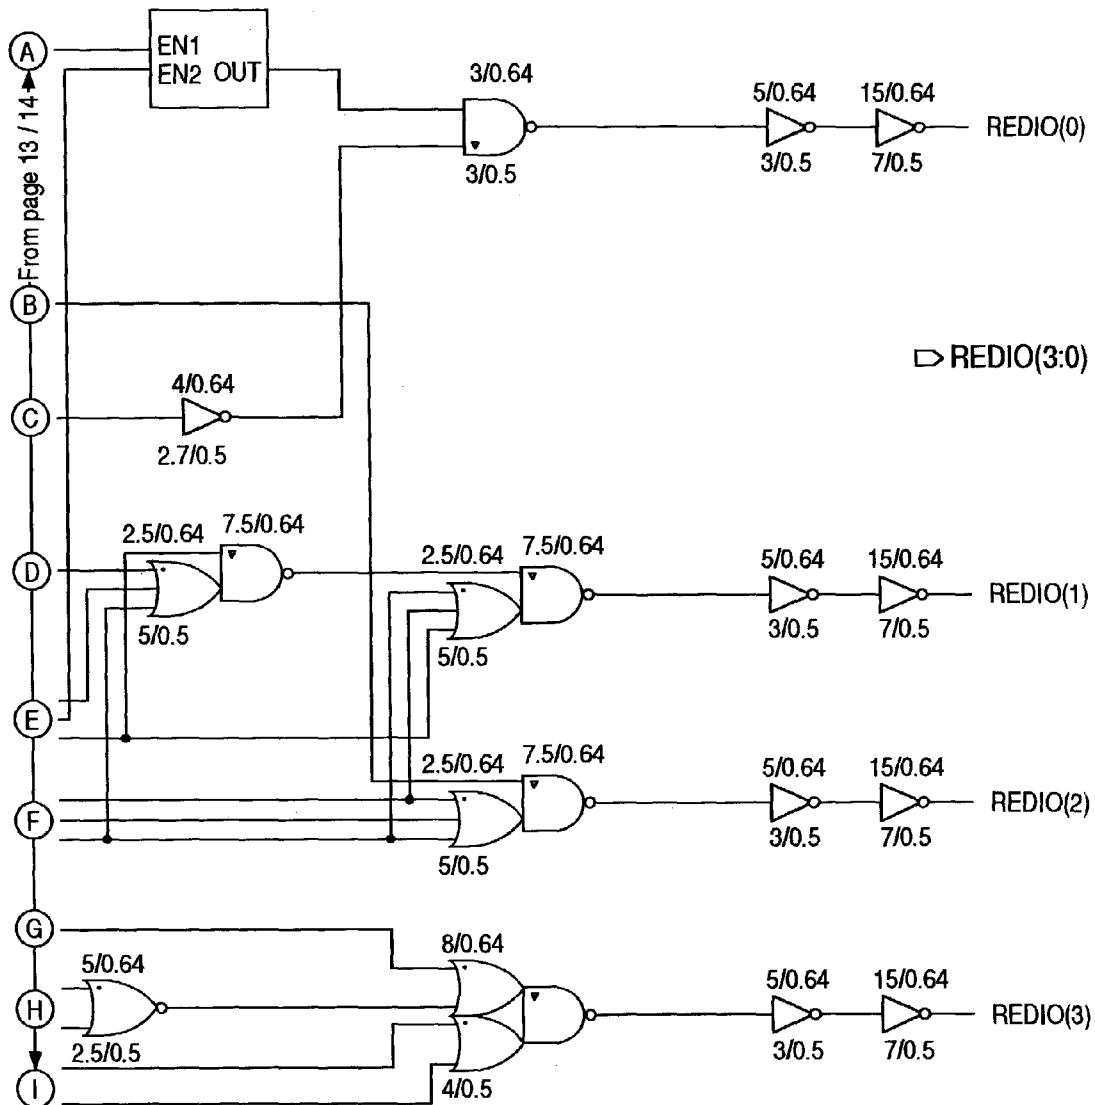 A
EN1
EN2 OUT
From page 13 / 14
3/0.64
3/0.5
5/0.64
3/0.5
15/0.64
7/0.5
REDIO(0)
B
REDIO(3:0)
C
4/0.64
2.7/0.5
D
2.5/0.64
7.5/0.64
5/0.5
2.5/0.64
7.5/0.64
5/0.5
5/0.64
3/0.5
15/0.64
7/0.5
REDIO(1)
E
F
2.5/0.64
7.5/0.64
5/0.5
5/0.64
3/0.5
15/0.64
7/0.5
REDIO(2)
G
H
5/0.64
2.5/0.5
8/0.64
4/0.5
5/0.64
3/0.5
15/0.64
7/0.5
REDIO(3)
I